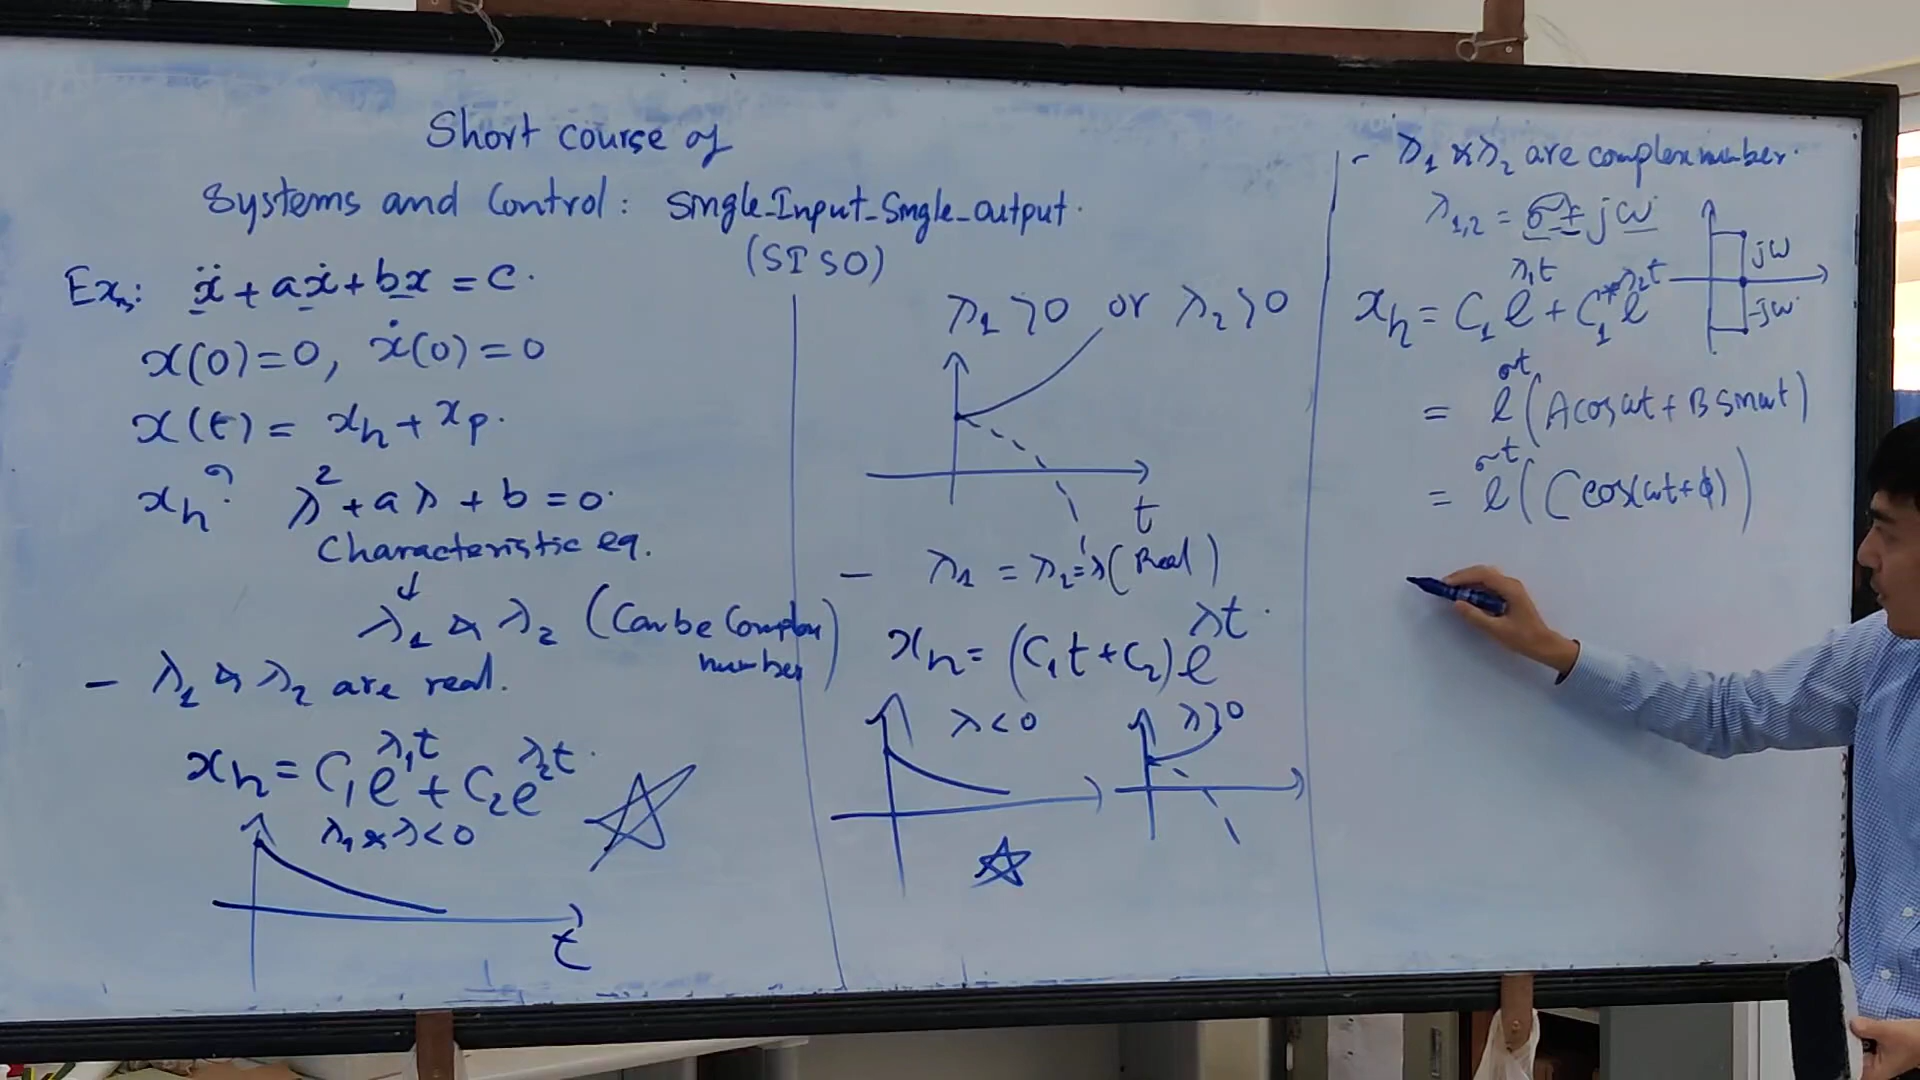 Short course of
Systems and Control: Single-Input-Single-output.
(SISO)
Ex: ẍ + aẋ + bx = c.
x(0)=0, ẋ(0)=0
x(t) = xₕ + xₚ.
xₕ? λ² + aλ + b = 0.
Characteristic eq.
↓
λ₁ & λ₂ (Can be Complex number)
- λ₁ & λ₂ are real.
xₕ = C₁e^λ₁t + C₂e^λ₂t.
λ₁ & λ < 0
t
λ₁ > 0 or λ₂ > 0
t
- λ₁ = λ₂ = λ (Real)
xₕ = (C₁t + C₂)e^λt.
λ < 0
λ > 0
- λ₁ & λ₂ are complex number.
λ₁,₂ = σ ± jω
jω
-jω
xₕ = C₁e^λ₁t + C₁*e^λ₂t
= e^σt (A cos ωt + B sin ωt)
= e^σt (C cos(ωt + ϕ))